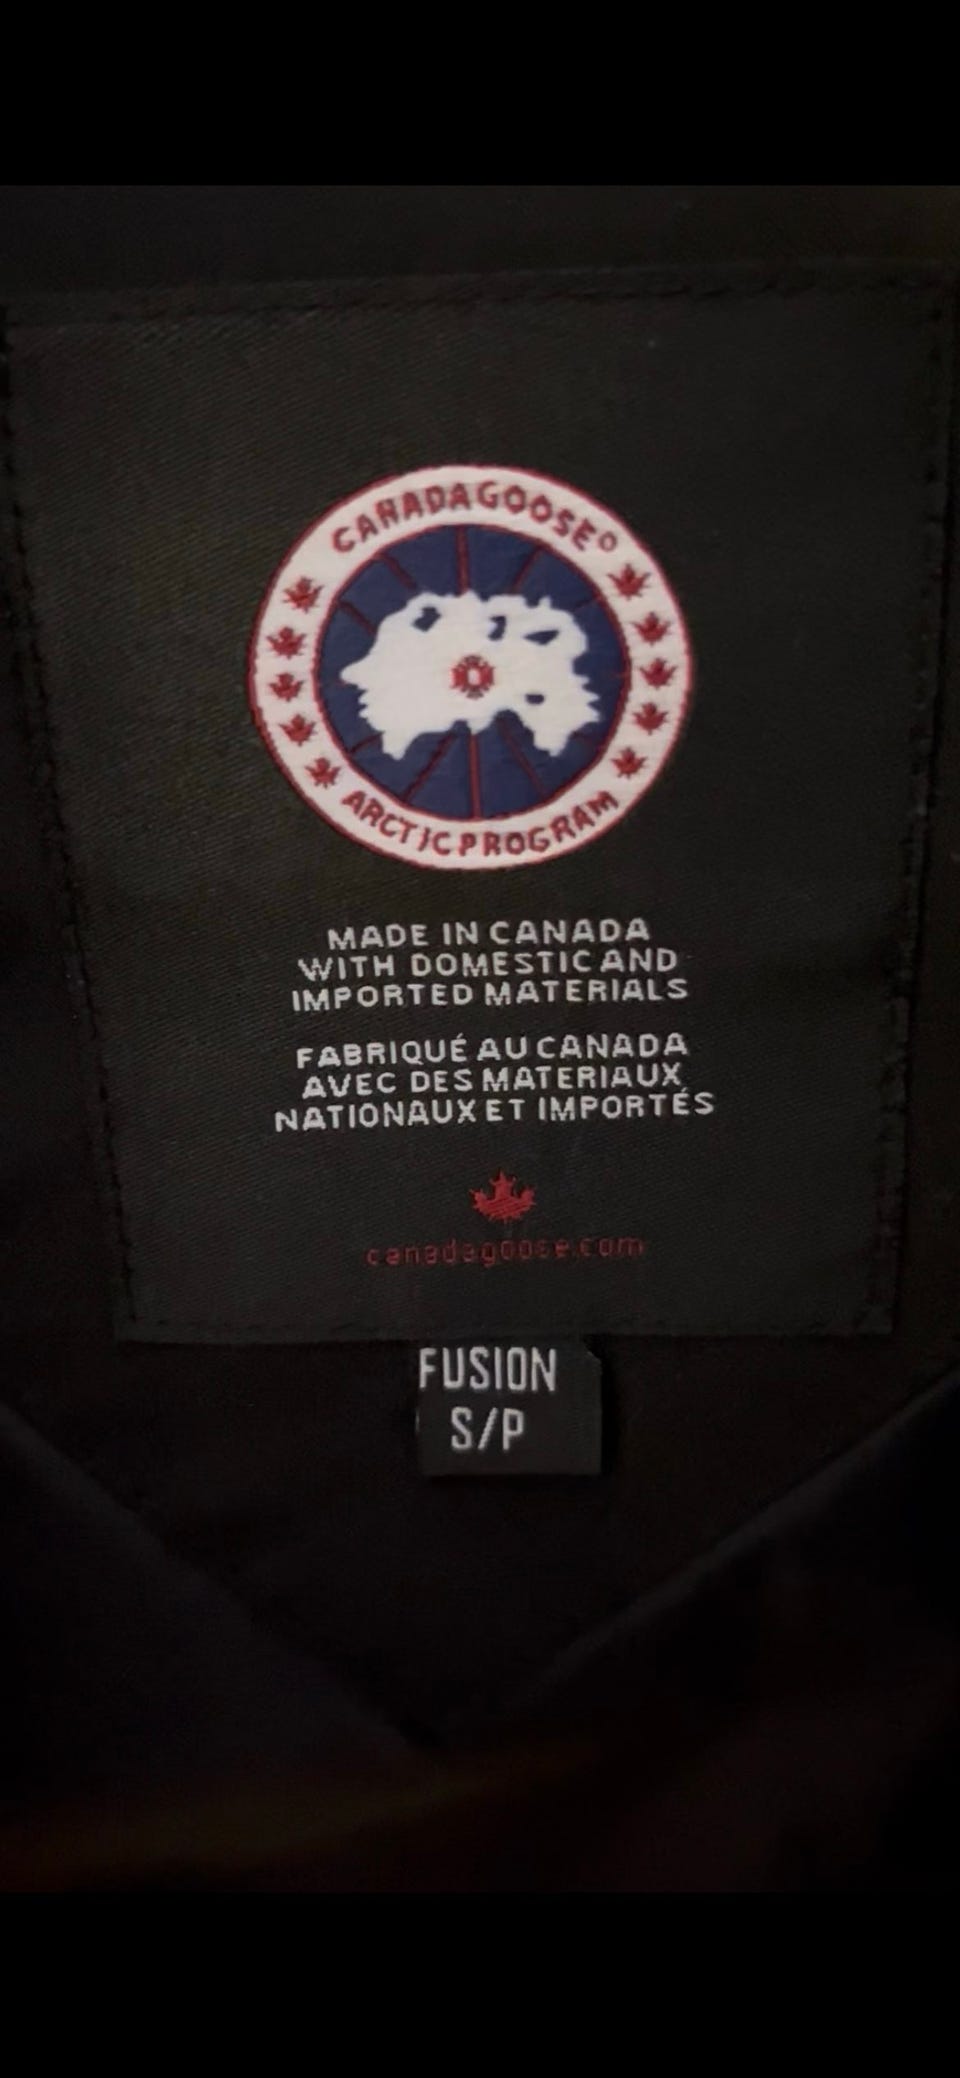 CANADA GOOSE®
ARCTIC PROGRAM
MADE IN CANADA
WITH DOMESTIC AND
IMPORTED MATERIALS
FABRIQUÉ AU CANADA
AVEC DES MATERIAUX
NATIONAUX ET IMPORTÉS
canadagoose.com
FUSION
S/P